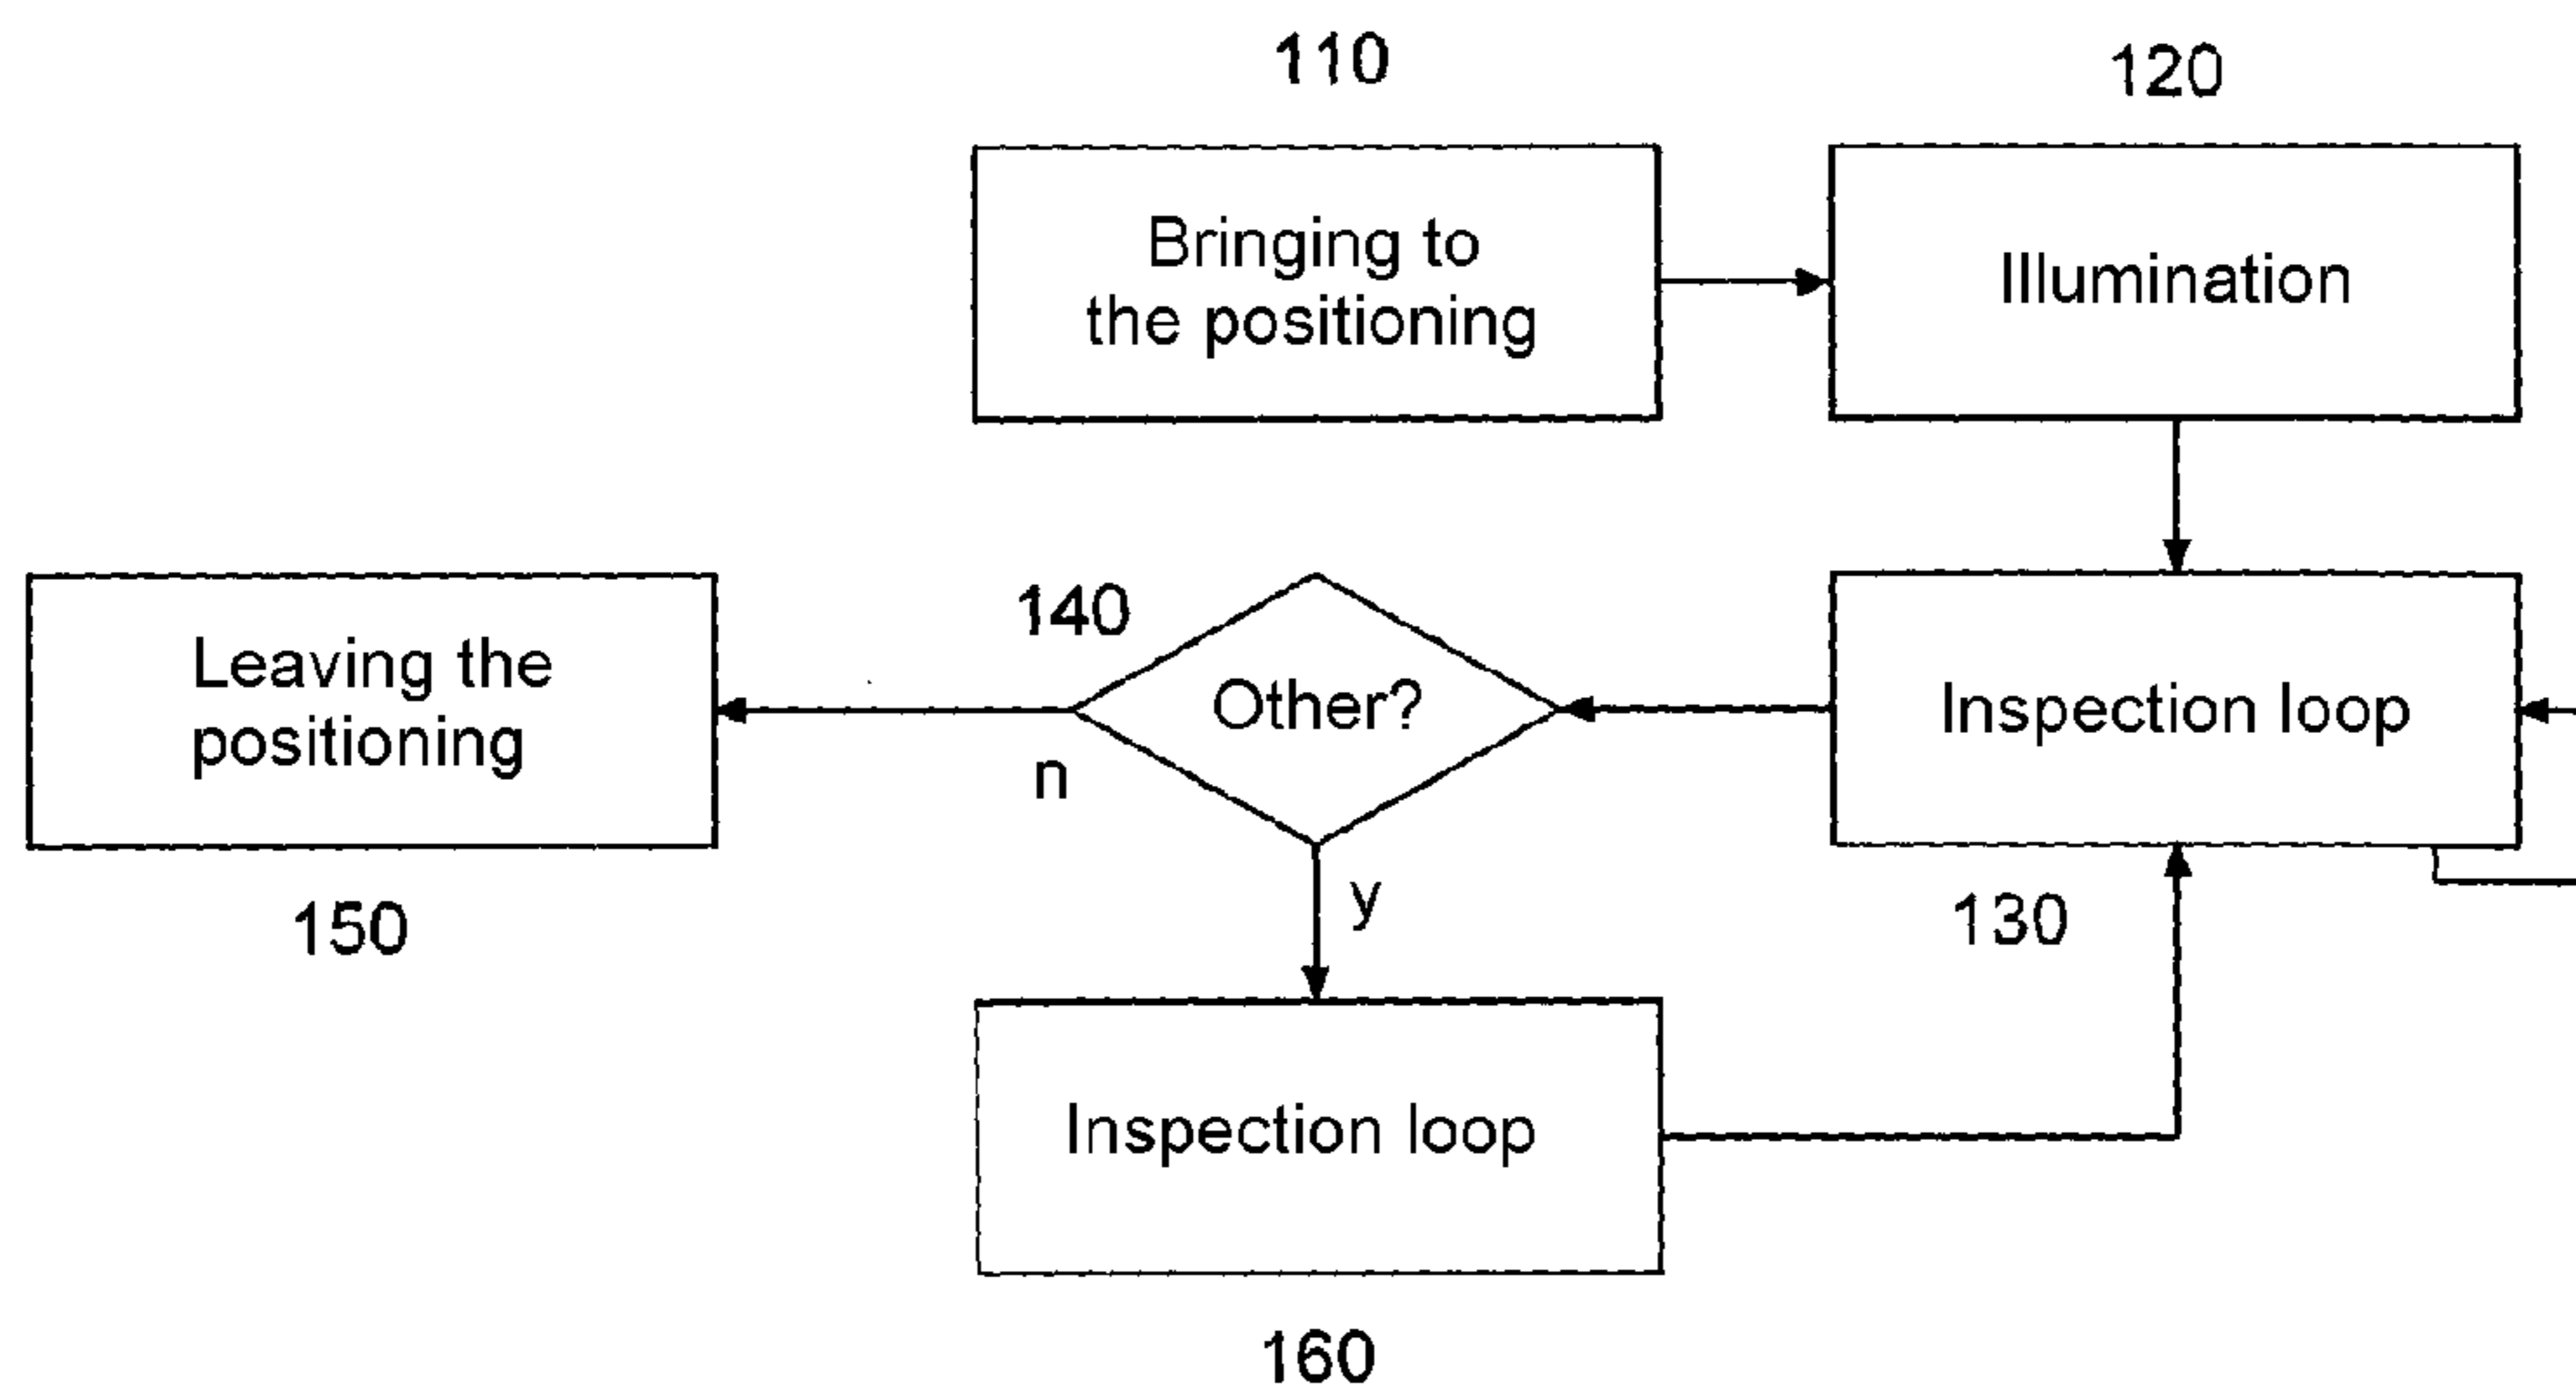 110
120
Bringing to
the positioning
Illumination
140
Leaving the
positioning
Other?
Inspection loop
n
y
150
130
Inspection loop
160